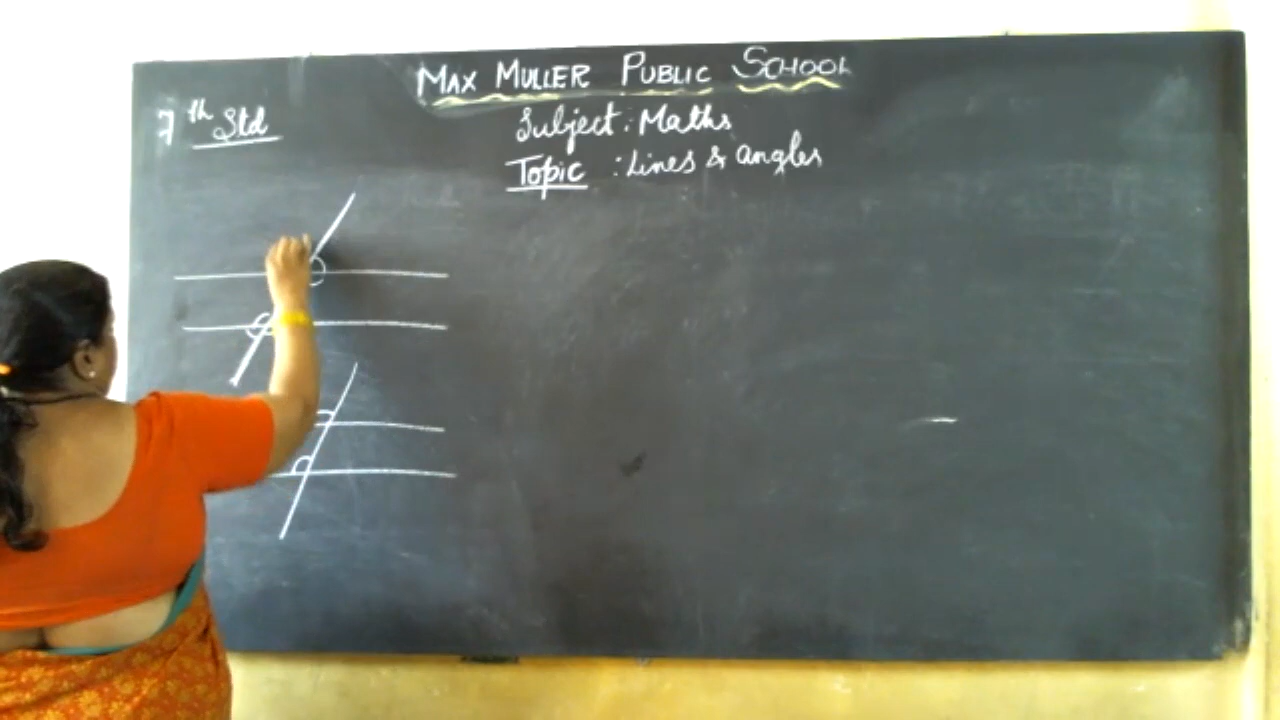 MAX MULLER PUBLIC SCHOOL
7th Std
Subject : Maths
Topic : Lines & angles